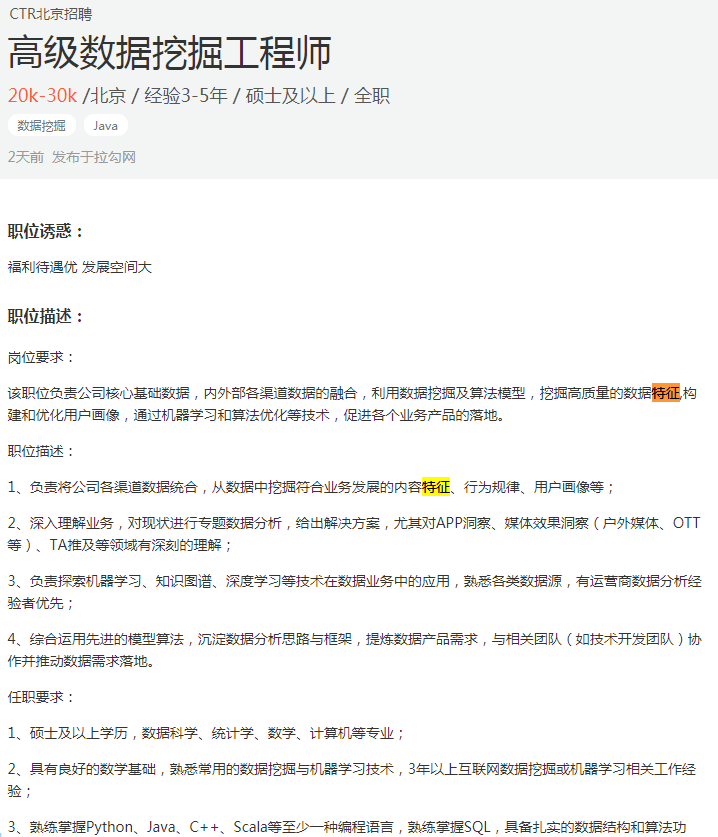 CTR北京招聘
高级数据挖掘工程师
20k-30k /北京 / 经验3-5年 / 硕士及以上 / 全职
数据挖掘 Java
2天前 发布于拉勾网
职位诱惑：
福利待遇优 发展空间大
职位描述：
岗位要求：
该职位负责公司核心基础数据，内外部各渠道数据的融合，利用数据挖掘及算法模型，挖掘高质量的数据特征,构
建和优化用户画像，通过机器学习和算法优化等技术，促进各个业务产品的落地。
职位描述：
1、负责将公司各渠道数据统合，从数据中挖掘符合业务发展的内容特征、行为规律、用户画像等；
2、深入理解业务，对现状进行专题数据分析，给出解决方案，尤其对APP洞察、媒体效果洞察（户外媒体、OTT
等）、TA推及等领域有深刻的理解；
3、负责探索机器学习、知识图谱、深度学习等技术在数据业务中的应用，熟悉各类数据源，有运营商数据分析经
验者优先；
4、综合运用先进的模型算法，沉淀数据分析思路与框架，提炼数据产品需求，与相关团队（如技术开发团队）协
作并推动数据需求落地。
任职要求：
1、硕士及以上学历，数据科学、统计学、数学、计算机等专业；
2、具有良好的数学基础，熟悉常用的数据挖掘与机器学习技术，3年以上互联网数据挖掘或机器学习相关工作经
验；
3、熟练掌握Python、Java、C++、Scala等至少一种编程语言，熟练掌握SQL，具备扎实的数据结构和算法功